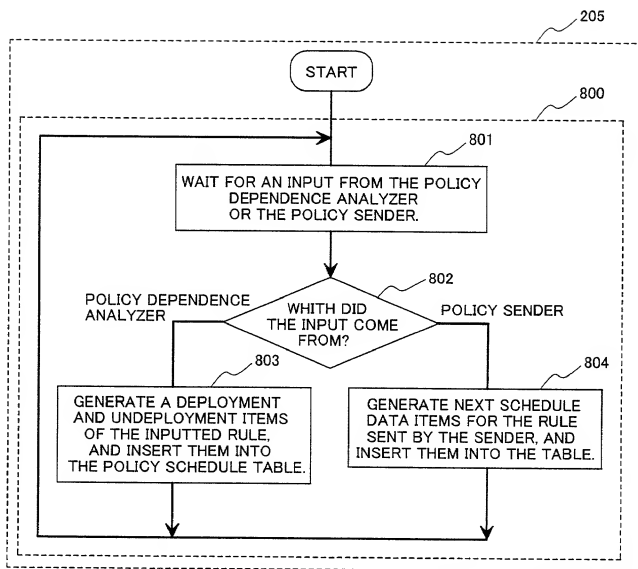 205
START
800
801
WAIT FOR AN INPUT FROM THE POLICY
DEPENDENCE ANALYZER
OR THE POLICY SENDER.
802
POLICY DEPENDENCE
ANALYZER
WHITH DID
THE INPUT COME
FROM?
POLICY SENDER
803
GENERATE A DEPLOYMENT
AND UNDEPLOYMENT ITEMS
OF THE INPUTTED RULE,
AND INSERT THEM INTO
THE POLICY SCHEDULE TABLE.
804
GENERATE NEXT SCHEDULE
DATA ITEMS FOR THE RULE
SENT BY THE SENDER, AND
INSERT THEM INTO THE TABLE.